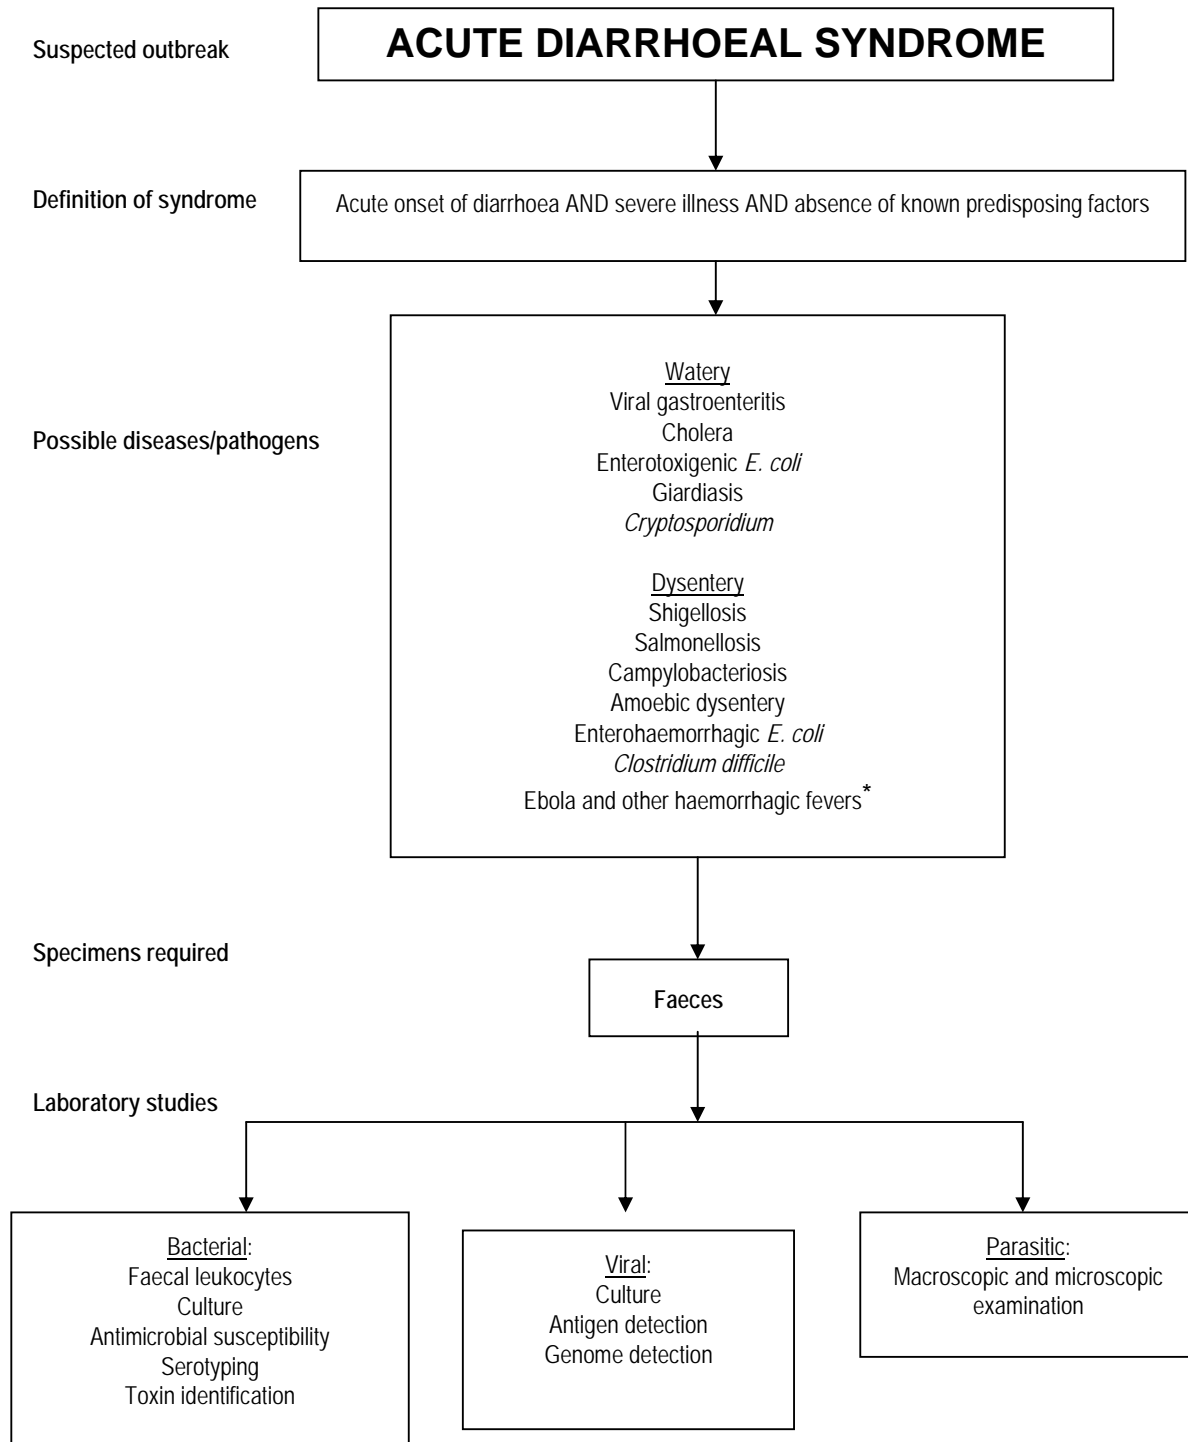 Suspected outbreak
ACUTE DIARRHOEAL SYNDROME
Definition of syndrome
Acute onset of diarrhoea AND severe illness AND absence of known predisposing factors
Possible diseases/pathogens
Watery
Viral gastroenteritis
Cholera
Enterotoxigenic E. coli
Giardiasis
Cryptosporidium
Dysentery
Shigellosis
Salmonellosis
Campylobacteriosis
Amoebic dysentery
Enterohaemorrhagic E. coli
Clostridium difficile
Ebola and other haemorrhagic fevers*
Specimens required
Faeces
Laboratory studies
Bacterial:
Faecal leukocytes
Culture
Antimicrobial susceptibility
Serotyping
Toxin identification
Viral:
Culture
Antigen detection
Genome detection
Parasitic:
Macroscopic and microscopic
examination